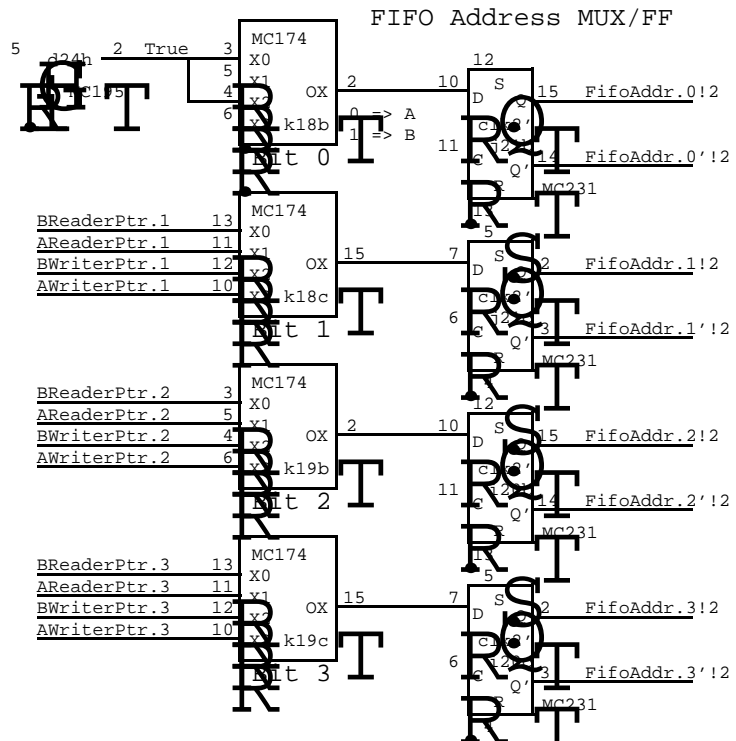 FIFO Address MUX/FF
MC174
5 d24h 2 True 3 X0
5 X1
4
6
OX 2
k18b
0 => A
1 => B
Bit 0
12
10 D S Q 15 FifoAddr.0!2
11 C Q' 14 FifoAddr.0'!2
R
13
MC231
MC174
BReaderPtr.1 13 X0
AReaderPtr.1 11 X1
BWriterPtr.1 12
AWriterPtr.1 10
OX 15
k18c
Bit 1
5
7 D 2 FifoAddr.1!2
6 C Q' 3 FifoAddr.1'!2
R
MC231
MC174
BReaderPtr.2 3 X0
AReaderPtr.2 5 X1
BWriterPtr.2 4
AWriterPtr.2 6
OX 2
k19b
Bit 2
12
10 D S 15 FifoAddr.2!2
11 C Q' 14 FifoAddr.2'!2
R
13
MC231
MC174
BReaderPtr.3 13 X0
AReaderPtr.3 11 X1
BWriterPtr.3 12
AWriterPtr.3 10
OX 15
k19c
Bit 3
5
7 D S 2 FifoAddr.3!2
6 C Q' 3 FifoAddr.3'!2
R
MC231